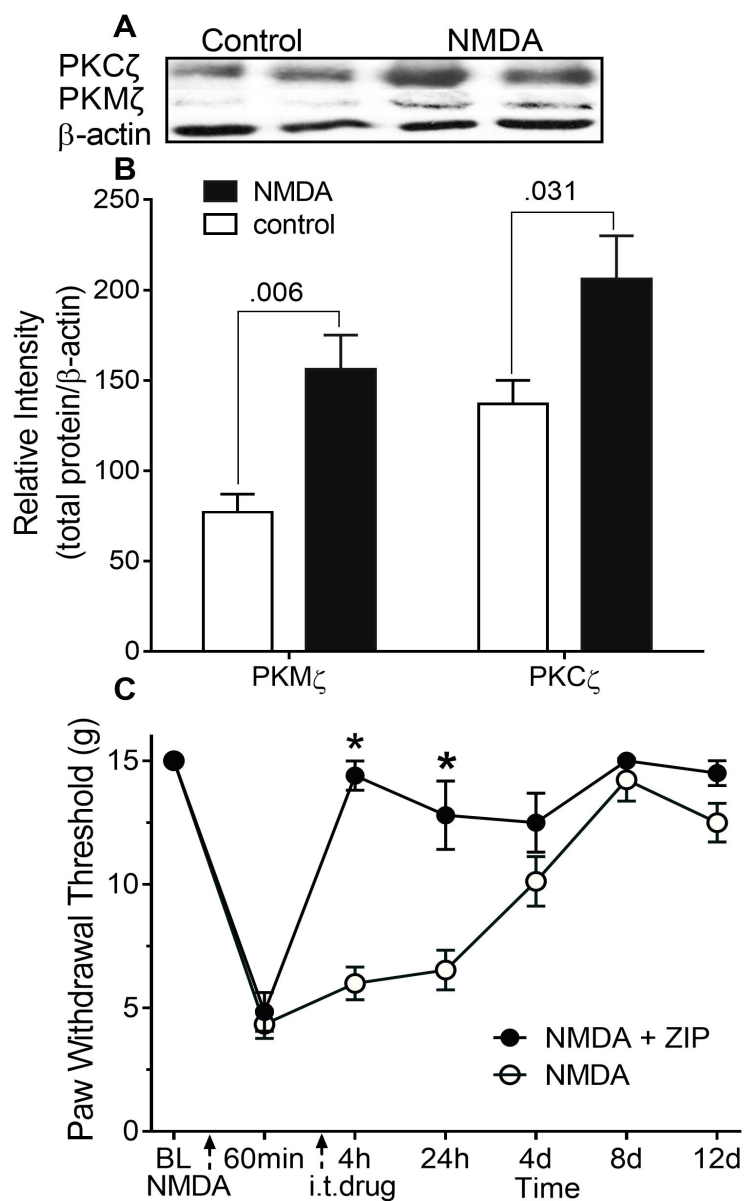 A
Control NMDA
PKCζ
PKMζ
β-actin
B
NMDA
control
.006
.031
250
200
150
100
50
0
Relative Intensity
(total protein/β-actin)
PKMζ PKCζ
C
* *
15
10
5
0
Paw Withdrawal Threshold (g)
NMDA + ZIP
NMDA
BL 60min 4h 24h 4d 8d 12d
NMDA i.t.drug Time